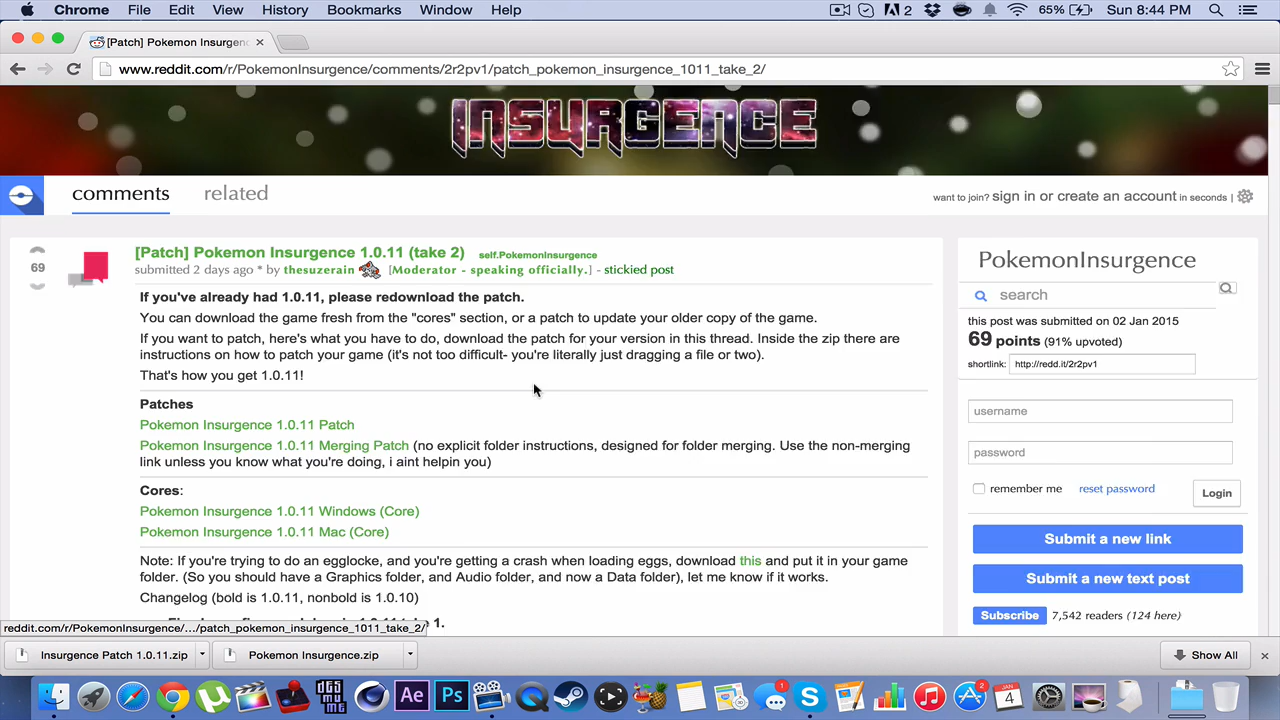 Chrome File Edit View History Bookmarks Window Help 2 65% Sun 8:44 PM
[Patch] Pokemon Insurgenc
www.reddit.com/r/PokemonInsurgence/comments/2r2pv1/patch_pokemon_insurgence_1011_take_2/
INSURGENCE
comments related
want to join? sign in or create an account in seconds |
69
[Patch] Pokemon Insurgence 1.0.11 (take 2) self.PokemonInsurgence
submitted 2 days ago * by thesuzerain [Moderator - speaking officially.] - stickied post
If you've already had 1.0.11, please redownload the patch.
You can download the game fresh from the "cores" section, or a patch to update your older copy of the game.
If you want to patch, here's what you have to do, download the patch for your version in this thread. Inside the zip there are
instructions on how to patch your game (it's not too difficult- you're literally just dragging a file or two).
That's how you get 1.0.11!
Patches
Pokemon Insurgence 1.0.11 Patch
Pokemon Insurgence 1.0.11 Merging Patch (no explicit folder instructions, designed for folder merging. Use the non-merging
link unless you know what you're doing, i aint helpin you)
Cores:
Pokemon Insurgence 1.0.11 Windows (Core)
Pokemon Insurgence 1.0.11 Mac (Core)
Note: If you're trying to do an egglocke, and you're getting a crash when loading eggs, download this and put it in your game
folder. (So you should have a Graphics folder, and Audio folder, and now a Data folder), let me know if it works.
Changelog (bold is 1.0.11, nonbold is 1.0.10)
PokemonInsurgence
search
this post was submitted on 02 Jan 2015
69 points (91% upvoted)
shortlink: http://redd.it/2r2pv1
username
password
remember me reset password Login
Submit a new link
Submit a new text post
Subscribe 7,542 readers (124 here)
reddit.com/r/PokemonInsurgence/.../patch_pokemon_insurgence_1011_take_2/
Insurgence Patch 1.0.11.zip Pokemon Insurgence.zip Show All
DES
MU
ME
Ae
Ps
1
JAN
4
2